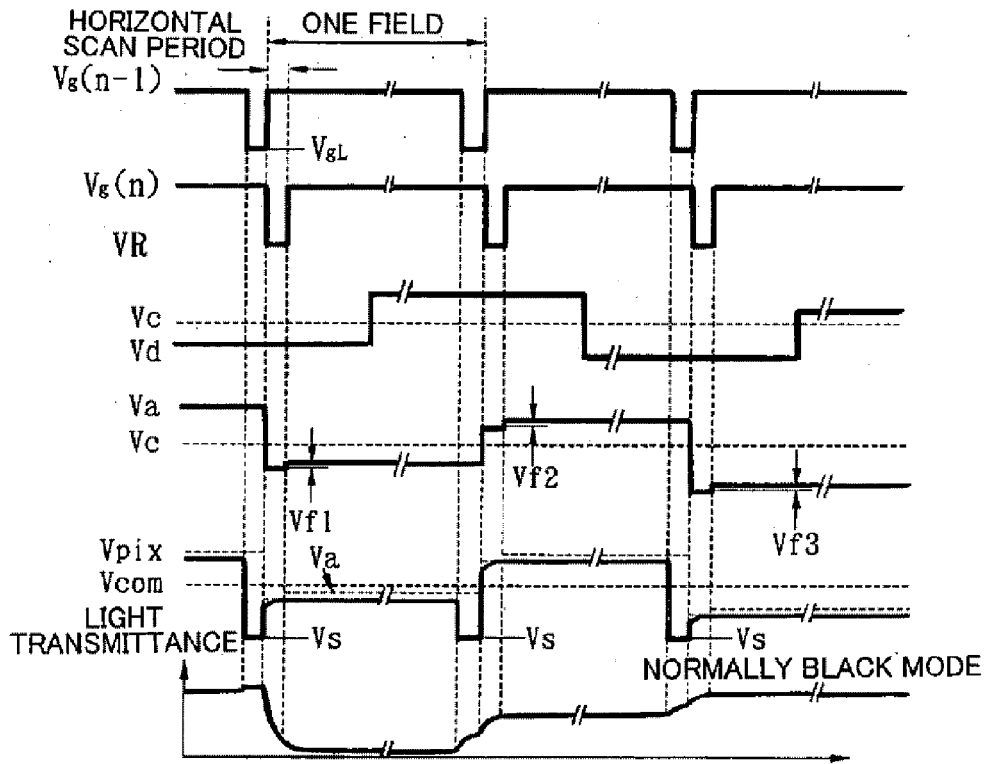 HORIZONTAL
SCAN PERIOD
ONE FIELD
Vg(n-1)
VgL
Vg(n)
VR
Vc
Vd
Va
Vc
Vf1
Vf2
Vf3
Vpix
Va
Vcom
LIGHT
TRANSMITTANCE
Vs
Vs
Vs
NORMALLY BLACK MODE